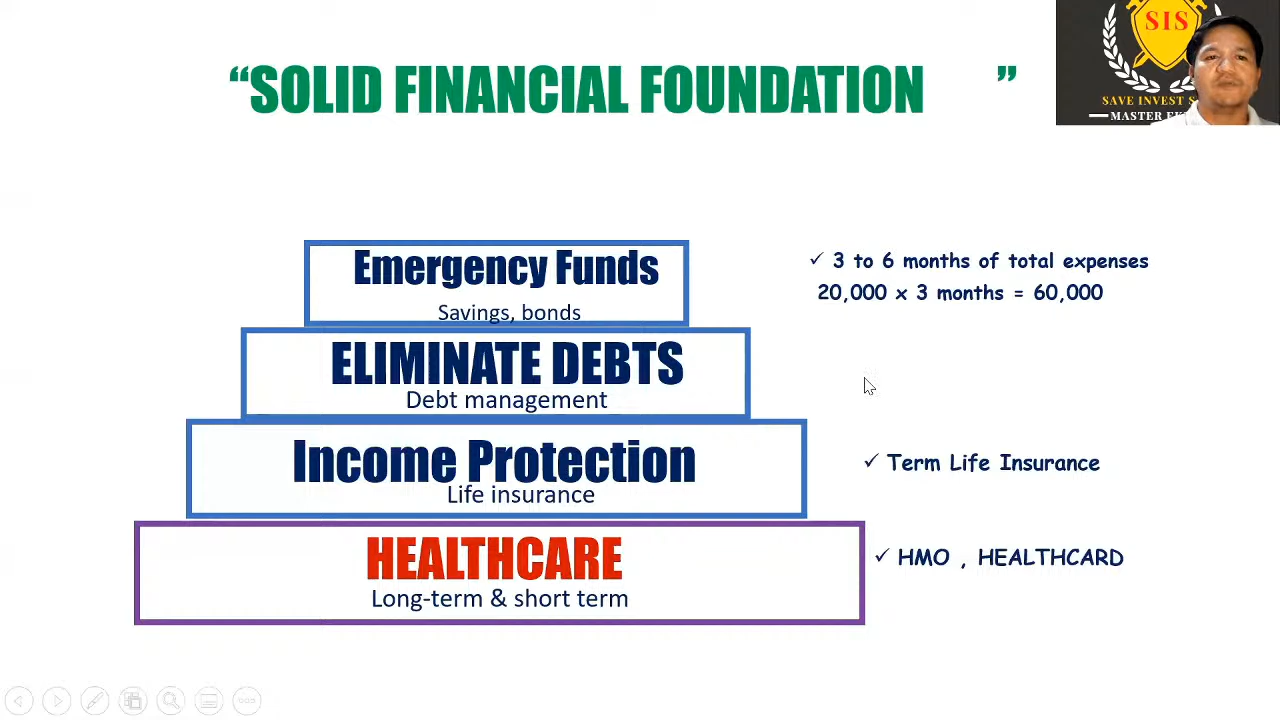 SIS
SAVE INVEST
MASTER
“SOLID FINANCIAL FOUNDATION ”
Emergency Funds
Savings, bonds
✓ 3 to 6 months of total expenses
20,000 x 3 months = 60,000
ELIMINATE DEBTS
Debt management
Income Protection
Life insurance
✓ Term Life Insurance
HEALTHCARE
Long-term & short term
✓ HMO , HEALTHCARD